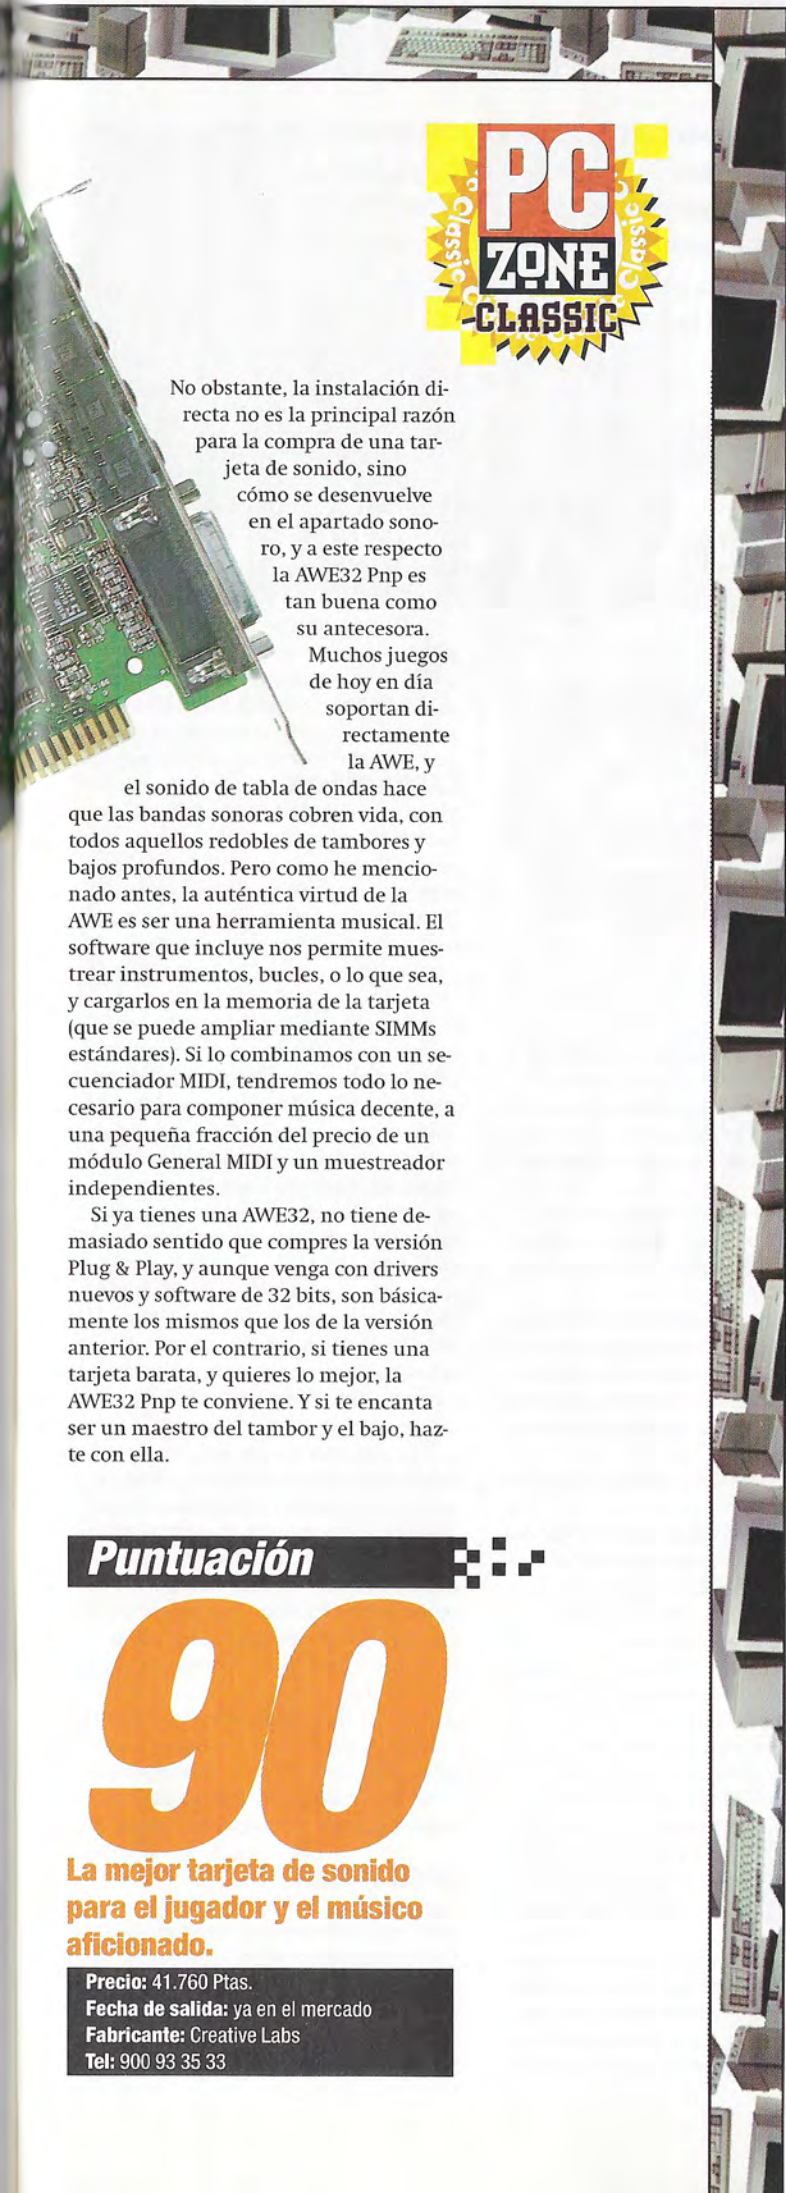 PC
ZONE
CLASSIC
Classic
Classic
No obstante, la instalación di-
recta no es la principal razón
para la compra de una tar-
jeta de sonido, sino
cómo se desenvuelve
en el apartado sono-
ro, y a este respecto
la AWE32 Pnp es
tan buena como
su antecesora.
Muchos juegos
de hoy en día
soportan di-
rectamente
la AWE, y
el sonido de tabla de ondas hace
que las bandas sonoras cobren vida, con
todos aquellos redobles de tambores y
bajos profundos. Pero como he mencio-
nado antes, la auténtica virtud de la
AWE es ser una herramienta musical. El
software que incluye nos permite mues-
trear instrumentos, bucles, o lo que sea,
y cargarlos en la memoria de la tarjeta
(que se puede ampliar mediante SIMMs
estándares). Si lo combinamos con un se-
cuenciador MIDI, tendremos todo lo ne-
cesario para componer música decente, a
una pequeña fracción del precio de un
módulo General MIDI y un muestreador
independientes.
Si ya tienes una AWE32, no tiene de-
masiado sentido que compres la versión
Plug & Play, y aunque venga con drivers
nuevos y software de 32 bits, son básica-
mente los mismos que los de la versión
anterior. Por el contrario, si tienes una
tarjeta barata, y quieres lo mejor, la
AWE32 Pnp te conviene. Y si te encanta
ser un maestro del tambor y el bajo, haz-
te con ella.
Puntuación
90
La mejor tarjeta de sonido
para el jugador y el músico
aficionado.
Precio: 41.760 Ptas.
Fecha de salida: ya en el mercado
Fabricante: Creative Labs
Tel: 900 93 35 33